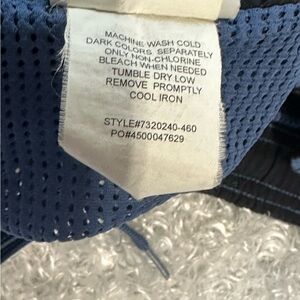 MACHINE WASH COLD
DARK COLORS SEPARATELY
ONLY NON-CHLORINE
BLEACH WHEN NEEDED
TUMBLE DRY LOW
REMOVE PROMPTLY
COOL IRON
STYLE#7320240-460
PO#4500047629